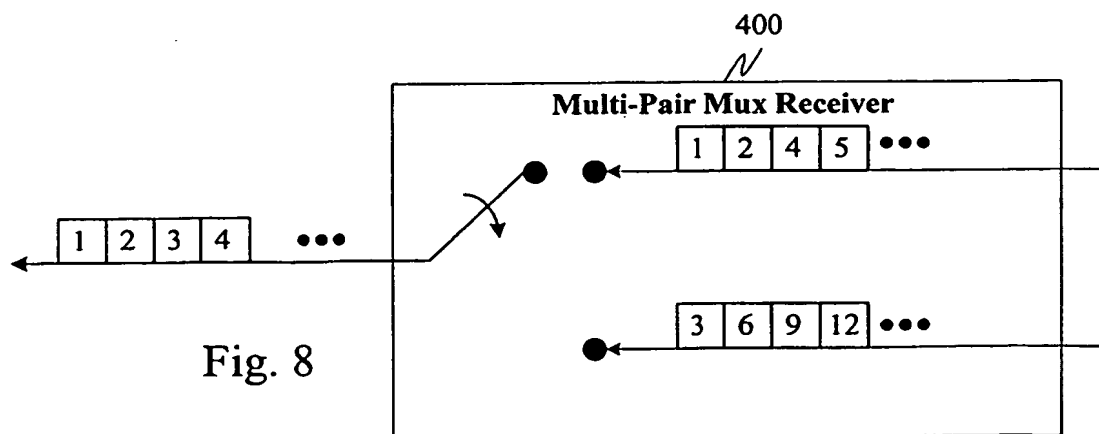 400
Multi-Pair Mux Receiver
1 2 4 5 •••
1 2 3 4 •••
3 6 9 12 •••
Fig. 8